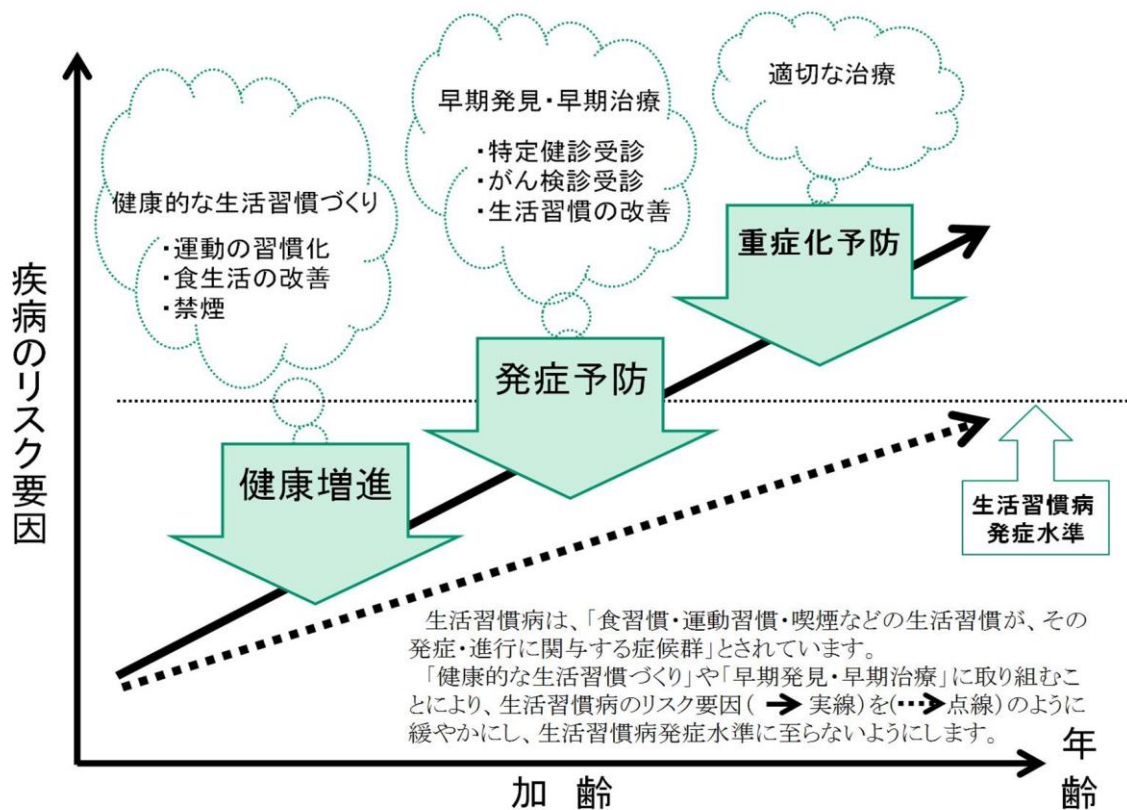 適切な治療
早期発見・早期治療
・特定健診受診
・がん検診受診
・生活習慣の改善
健康的な生活習慣づくり
・運動の習慣化
・食生活の改善
・禁煙
重症化予防
発症予防
健康増進
疾病のリスク要因
生活習慣病
発症水準
生活習慣病は、「食習慣・運動習慣・喫煙などの生活習慣が、その
発症・進行に関与する症候群」とされています。
「健康的な生活習慣づくり」や「早期発見・早期治療」に取り組むこ
とにより、生活習慣病のリスク要因( 実線)を( 点線)のように
緩やかにし、生活習慣病発症水準に至らないようにします。
加 齢
年齢